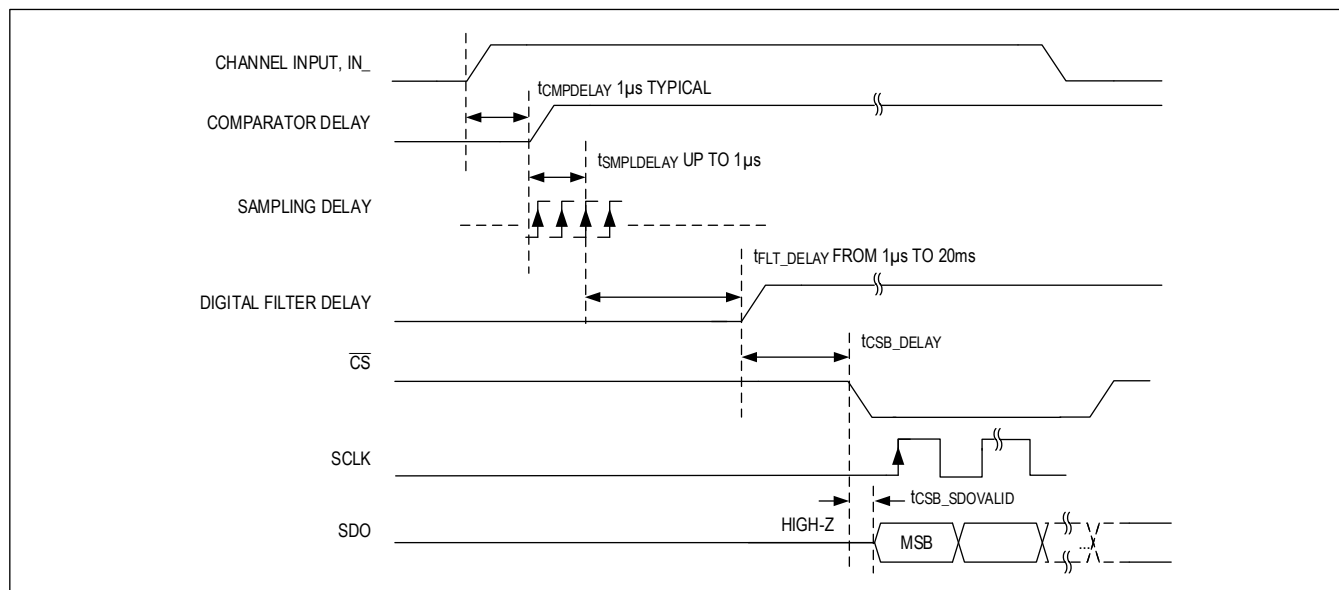 CHANNEL INPUT, IN_
tCMPDELAY 1µs TYPICAL
COMPARATOR DELAY
tSMPLDELAY UP TO 1µs
SAMPLING DELAY
tFLT_DELAY FROM 1µs TO 20ms
DIGITAL FILTER DELAY
tCSB_DELAY
CS
SCLK
tCSB_SDOVALID
HIGH-Z
SDO
MSB
...